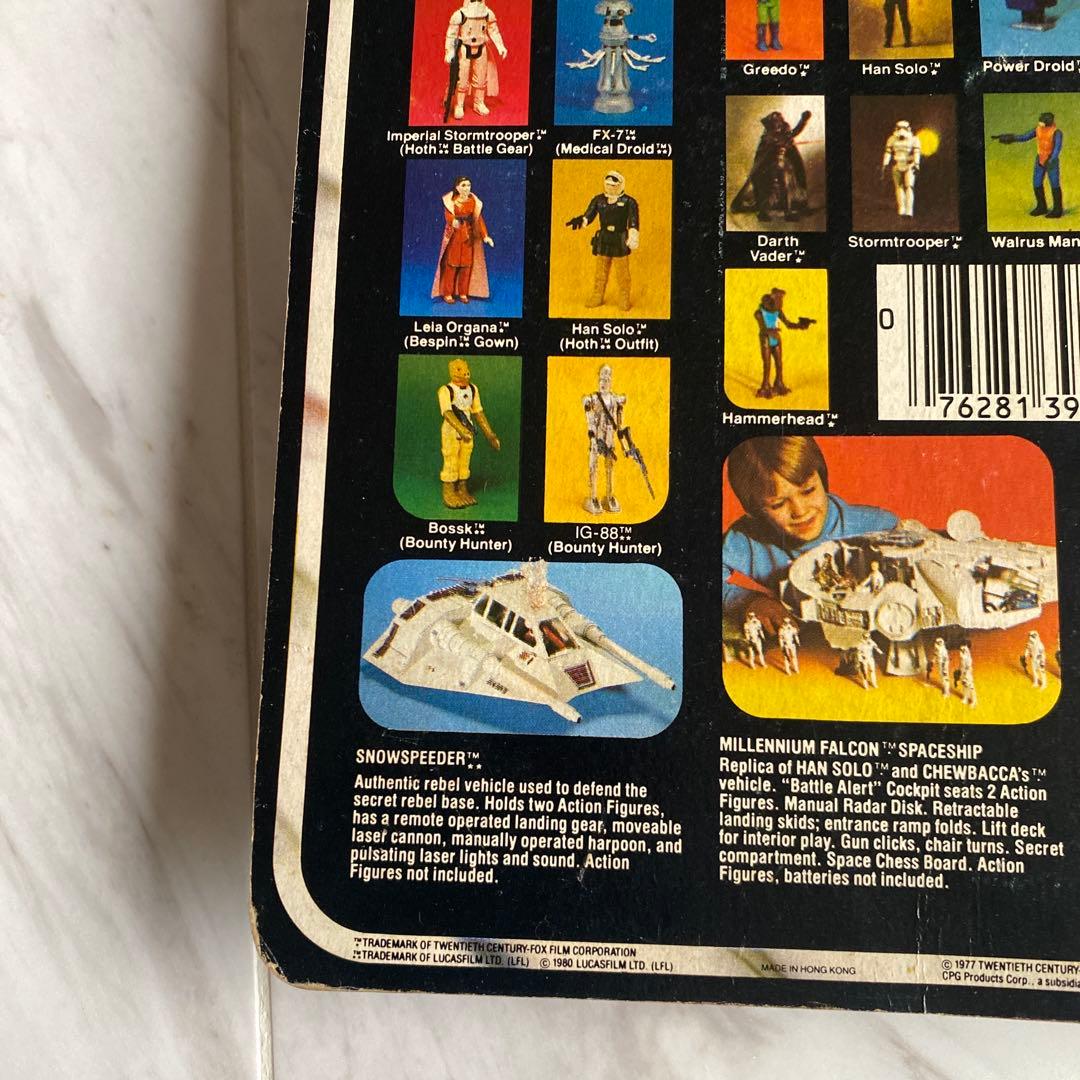 Greedo™
Han Solo™
Power Droid™
Imperial Stormtrooper™
(Hoth™ Battle Gear)
FX-7™
(Medical Droid™)
Darth
Vader™
Stormtrooper™
Walrus Man
Leia Organa™
(Bespin™ Gown)
Han Solo™
(Hoth™ Outfit)
0
76281 39
Hammerhead™
Bossk™
(Bounty Hunter)
IG-88™
(Bounty Hunter)
SNOWSPEEDER™
Authentic rebel vehicle used to defend the
secret rebel base. Holds two Action Figures,
has a remote operated landing gear, moveable
laser cannon, manually operated harpoon, and
pulsating laser lights and sound. Action
Figures not included.
MILLENNIUM FALCON™ SPACESHIP
Replica of HAN SOLO™ and CHEWBACCA's™
vehicle. “Battle Alert” Cockpit seats 2 Action
Figures. Manual Radar Disk. Retractable
landing skids; entrance ramp folds. Lift deck
for interior play. Gun clicks, chair turns. Secret
compartment. Space Chess Board. Action
Figures, batteries not included.
™TRADEMARK OF TWENTIETH CENTURY-FOX FILM CORPORATION
™TRADEMARK OF LUCASFILM LTD. (LFL) © 1980 LUCASFILM LTD. (LFL)
MADE IN HONG KONG
© 1977 TWENTIETH CENTURY-
CPG Products Corp., a subsidia